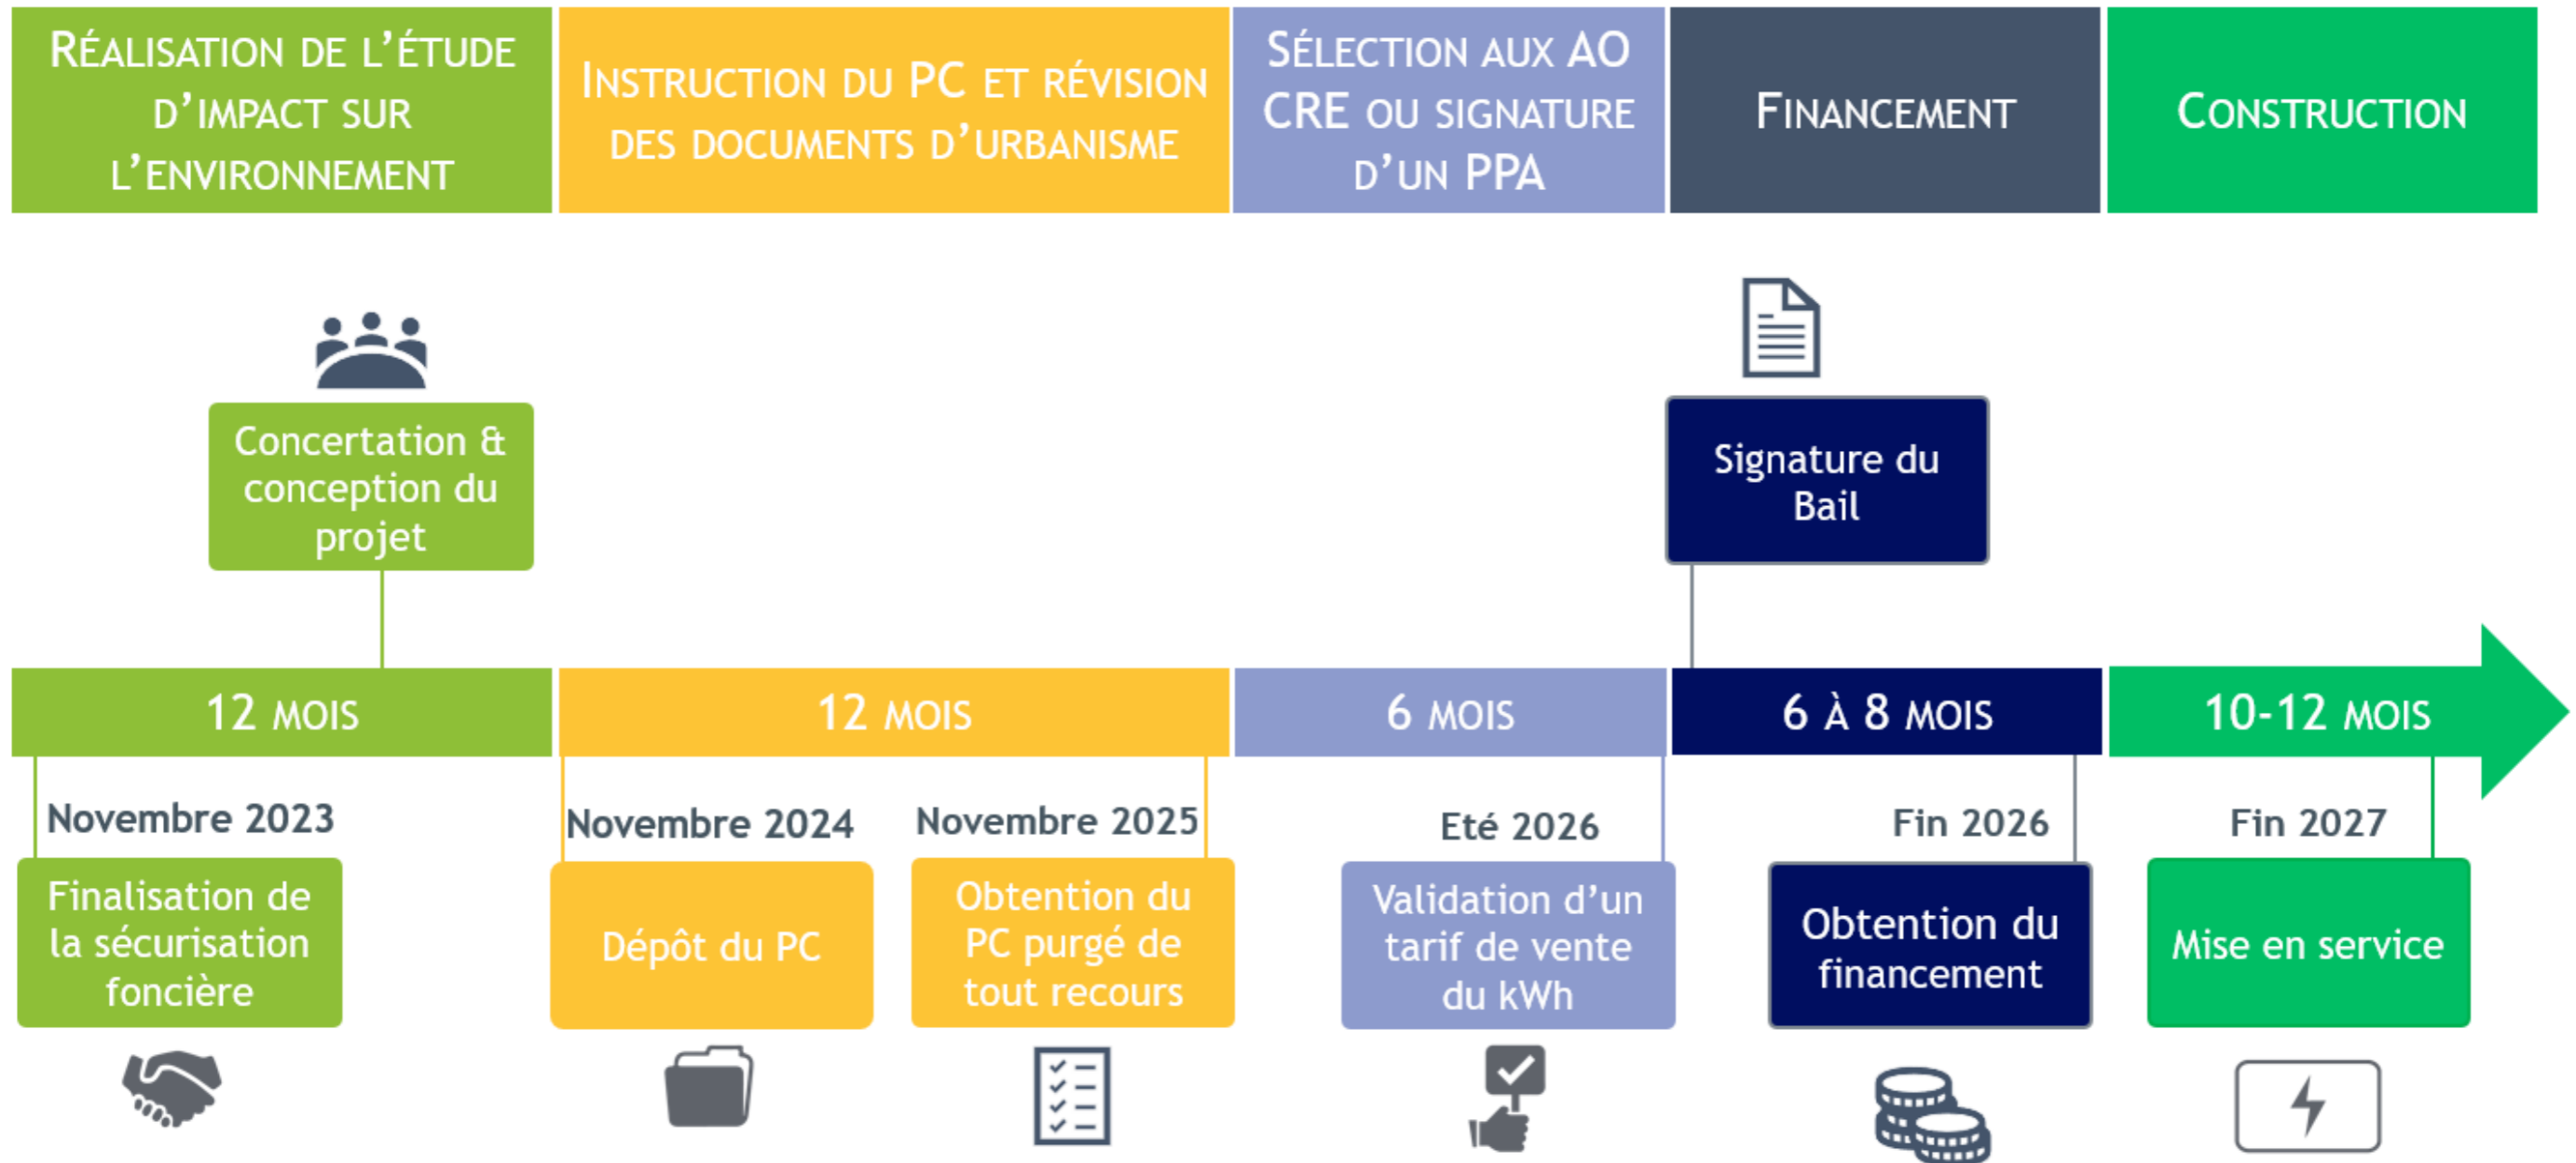 RÉALISATION DE L’ÉTUDE
D’IMPACT SUR
L’ENVIRONNEMENT
INSTRUCTION DU PC ET RÉVISION
DES DOCUMENTS D’URBANISME
SÉLECTION AUX AO
CRE OU SIGNATURE
D’UN PPA
FINANCEMENT
CONSTRUCTION
Concertation &
conception du
projet
Signature du
Bail
12 MOIS
12 MOIS
6 MOIS
6 À 8 MOIS
10-12 MOIS
Novembre 2023
Finalisation de
la sécurisation
foncière
Novembre 2024
Dépôt du PC
Novembre 2025
Obtention du
PC purgé de
tout recours
Eté 2026
Validation d’un
tarif de vente
du kWh
Fin 2026
Obtention du
financement
Fin 2027
Mise en service